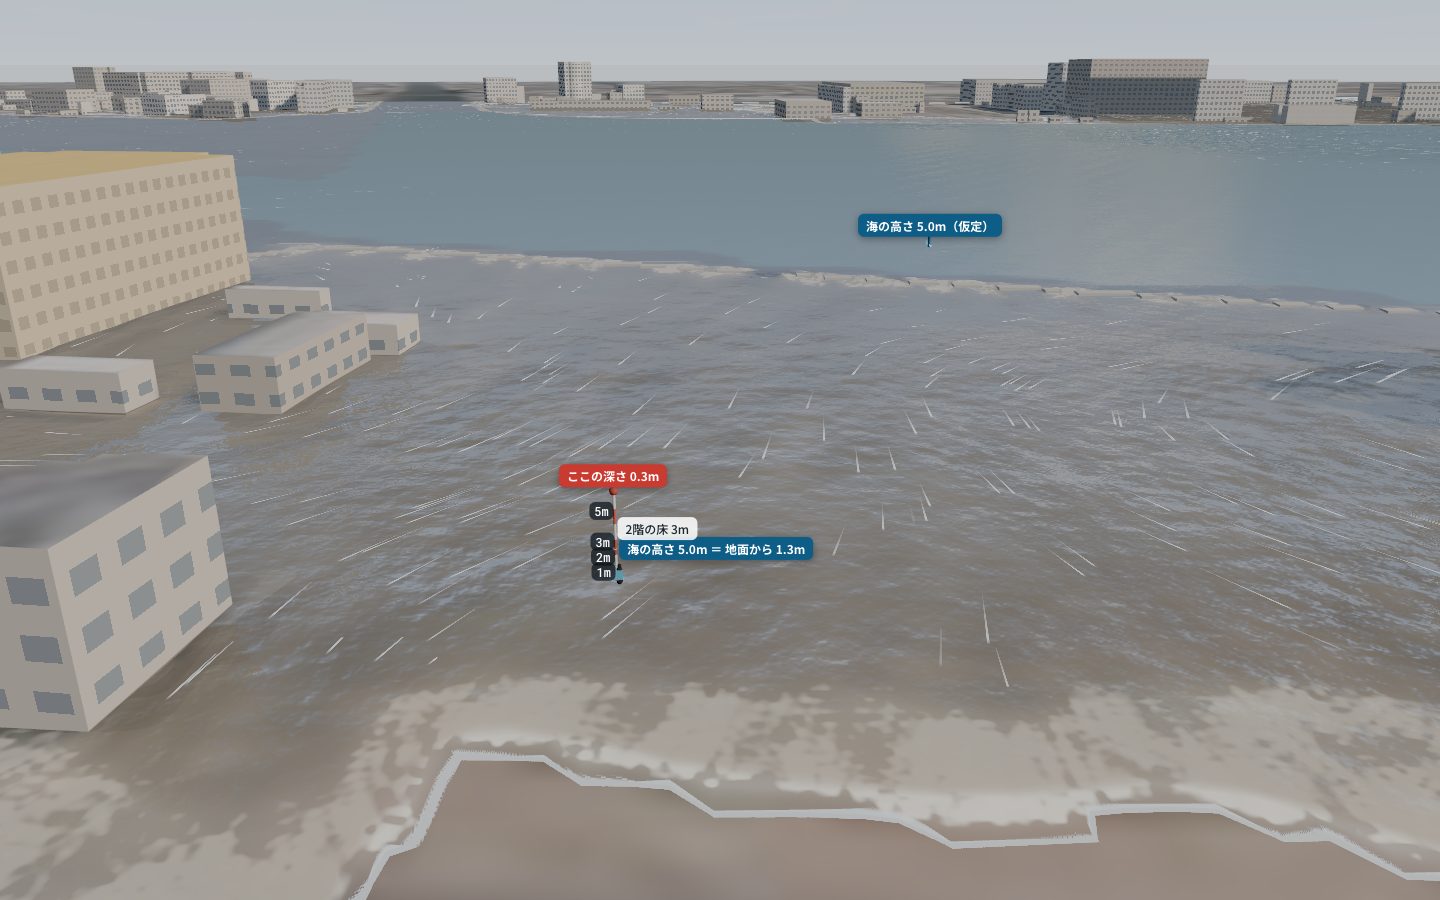 海の高さ 5.0m（仮定）
ここの深さ 0.3m
5m
2階の床 3m
3m
海の高さ 5.0m ＝ 地面から 1.3m
2m
1m